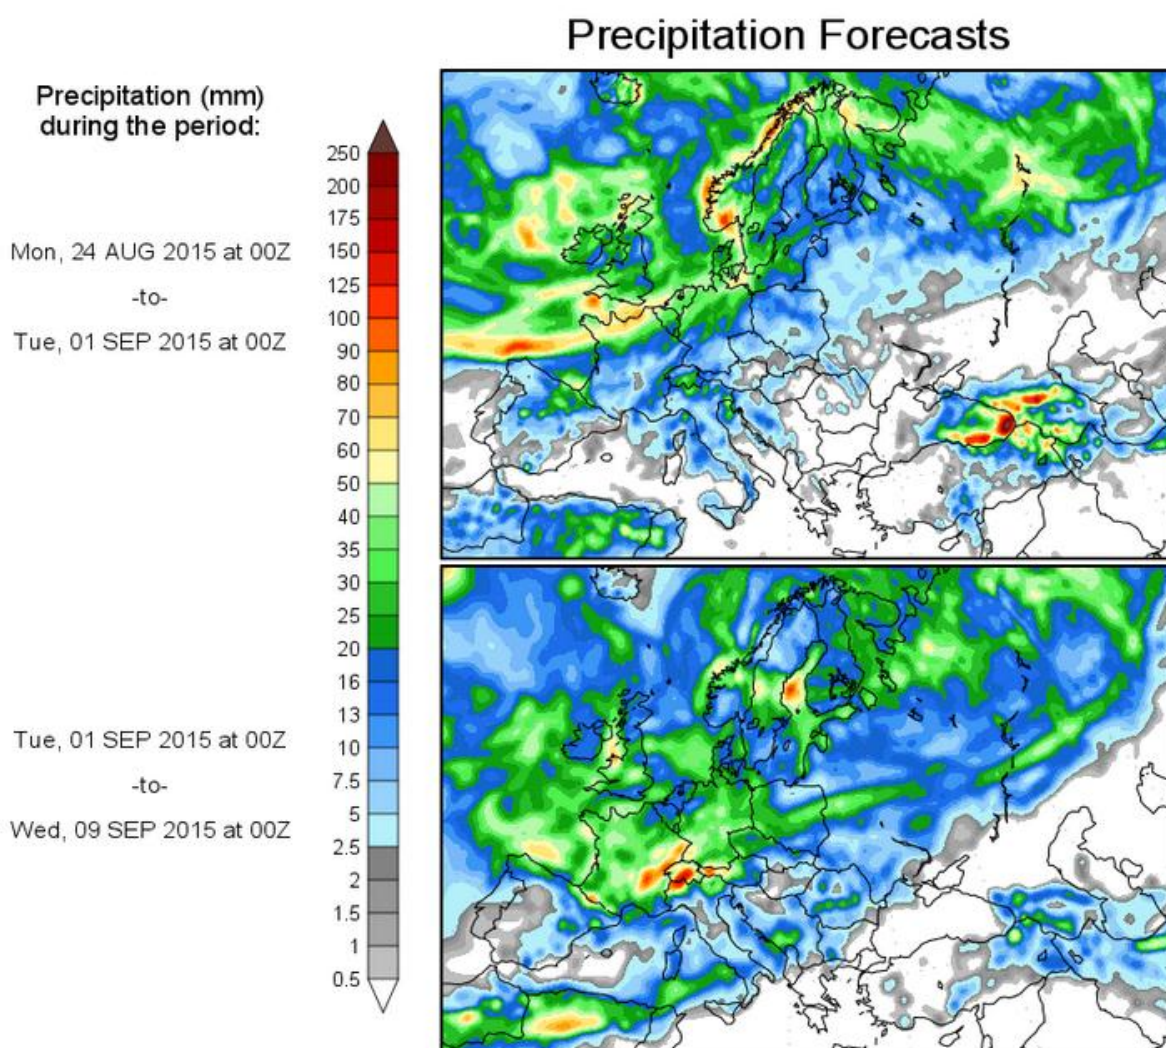 Precipitation Forecasts
Precipitation (mm)
during the period:
Mon, 24 AUG 2015 at 00Z
-to-
Tue, 01 SEP 2015 at 00Z
Tue, 01 SEP 2015 at 00Z
-to-
Wed, 09 SEP 2015 at 00Z
250
200
175
150
125
100
90
80
70
60
50
40
35
30
25
20
16
13
10
7.5
5
2.5
2
1.5
1
0.5